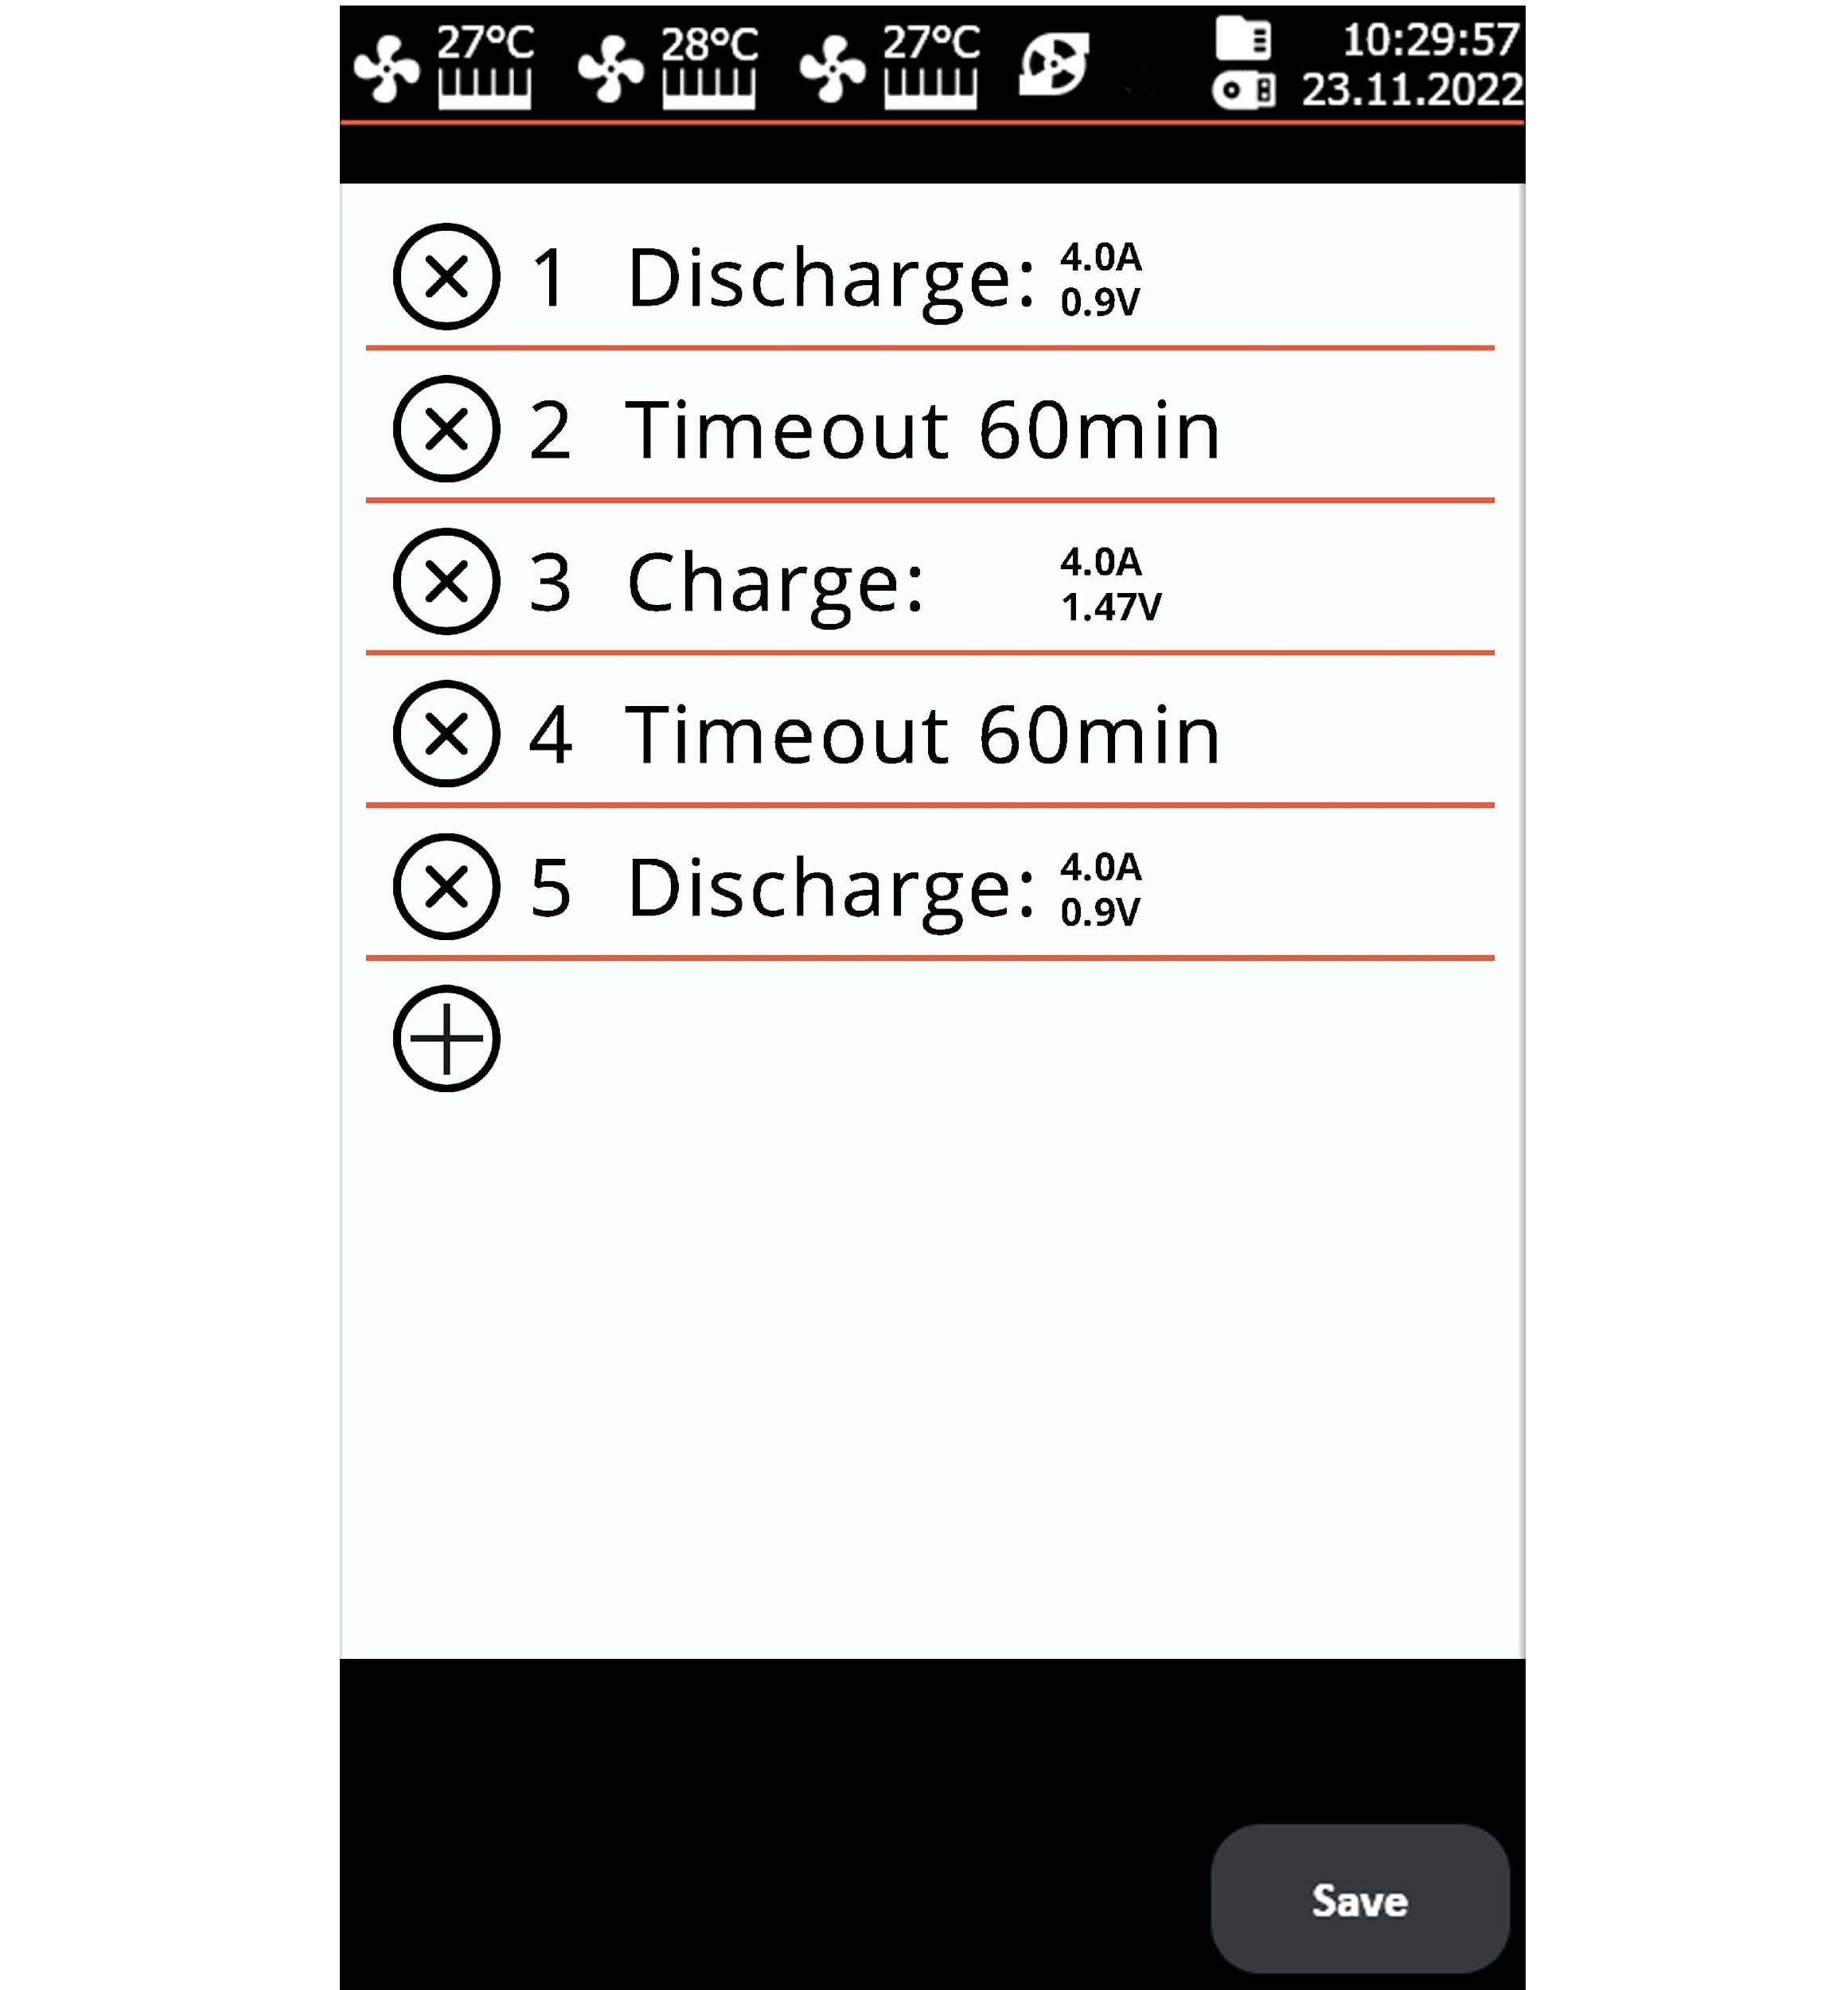 27°C 28°C 27°C 10:29:57
23.11.2022
1 Discharge: 4.0A
0.9V
2 Timeout 60min
3 Charge: 4.0A
1.47V
4 Timeout 60min
5 Discharge: 4.0A
0.9V
Save